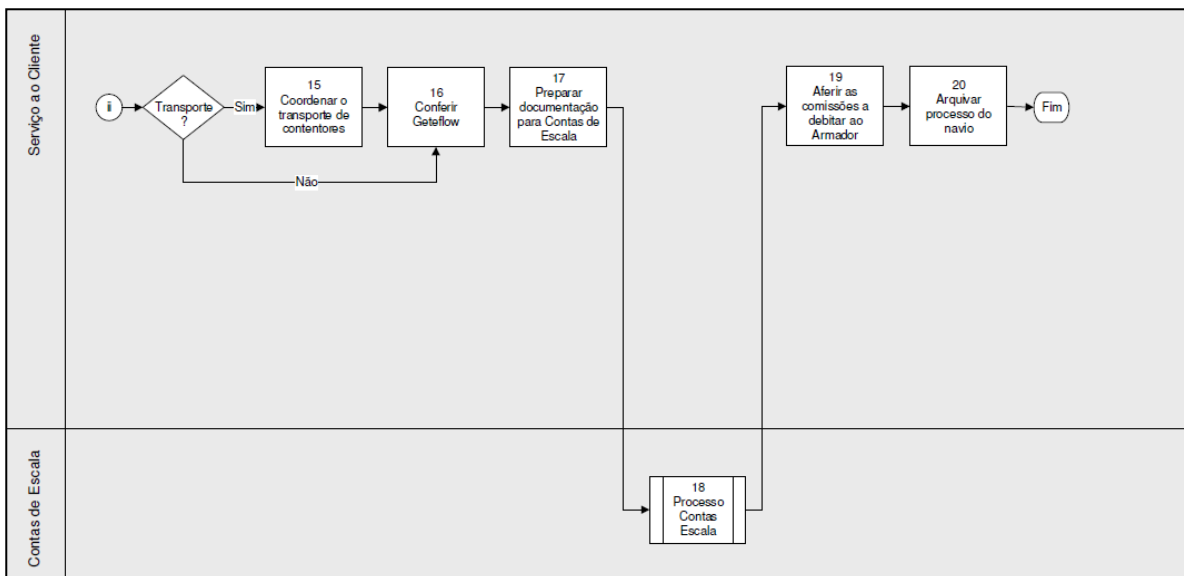 Serviço ao Cliente
ii
Transporte
?
Sim
Não
15
Coordenar o
transporte de
contentores
16
Conferir
Geteflow
17
Preparar
documentação
para Contas de
Escala
19
Aferir as
comissões a
debitar ao
Armador
20
Arquivar
processo do
navio
Fim
Contas de Escala
18
Processo
Contas
Escala